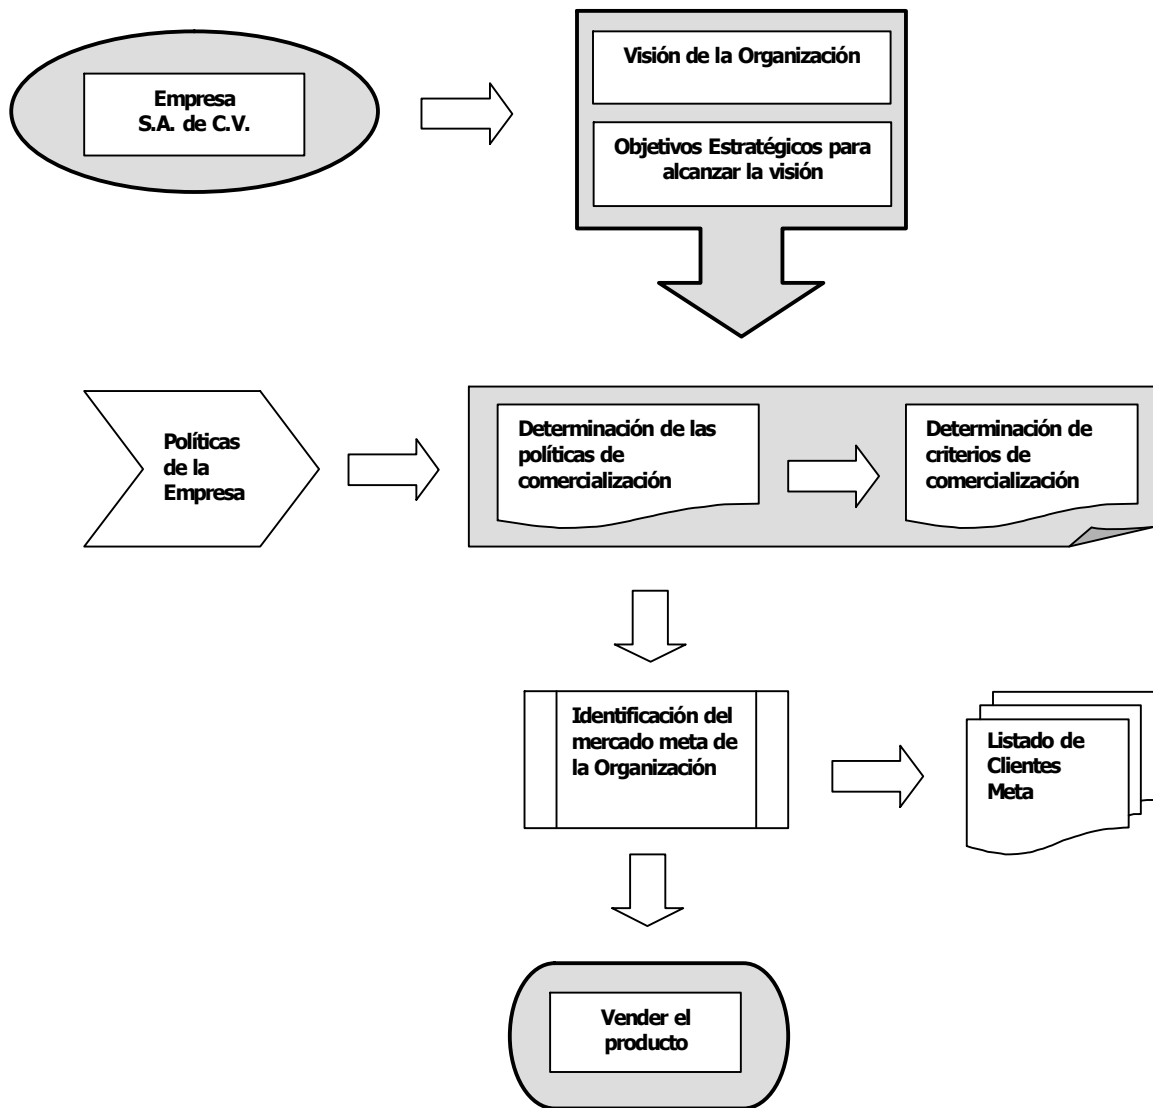 Empresa
S.A. de C.V.
Visión de la Organización
Objetivos Estratégicos para
alcanzar la visión
Políticas
de la
Empresa
Determinación de las
políticas de
comercialización
Determinación de
criterios de
comercialización
Identificación del
mercado meta de
la Organización
Listado de
Clientes
Meta
Vender el
producto